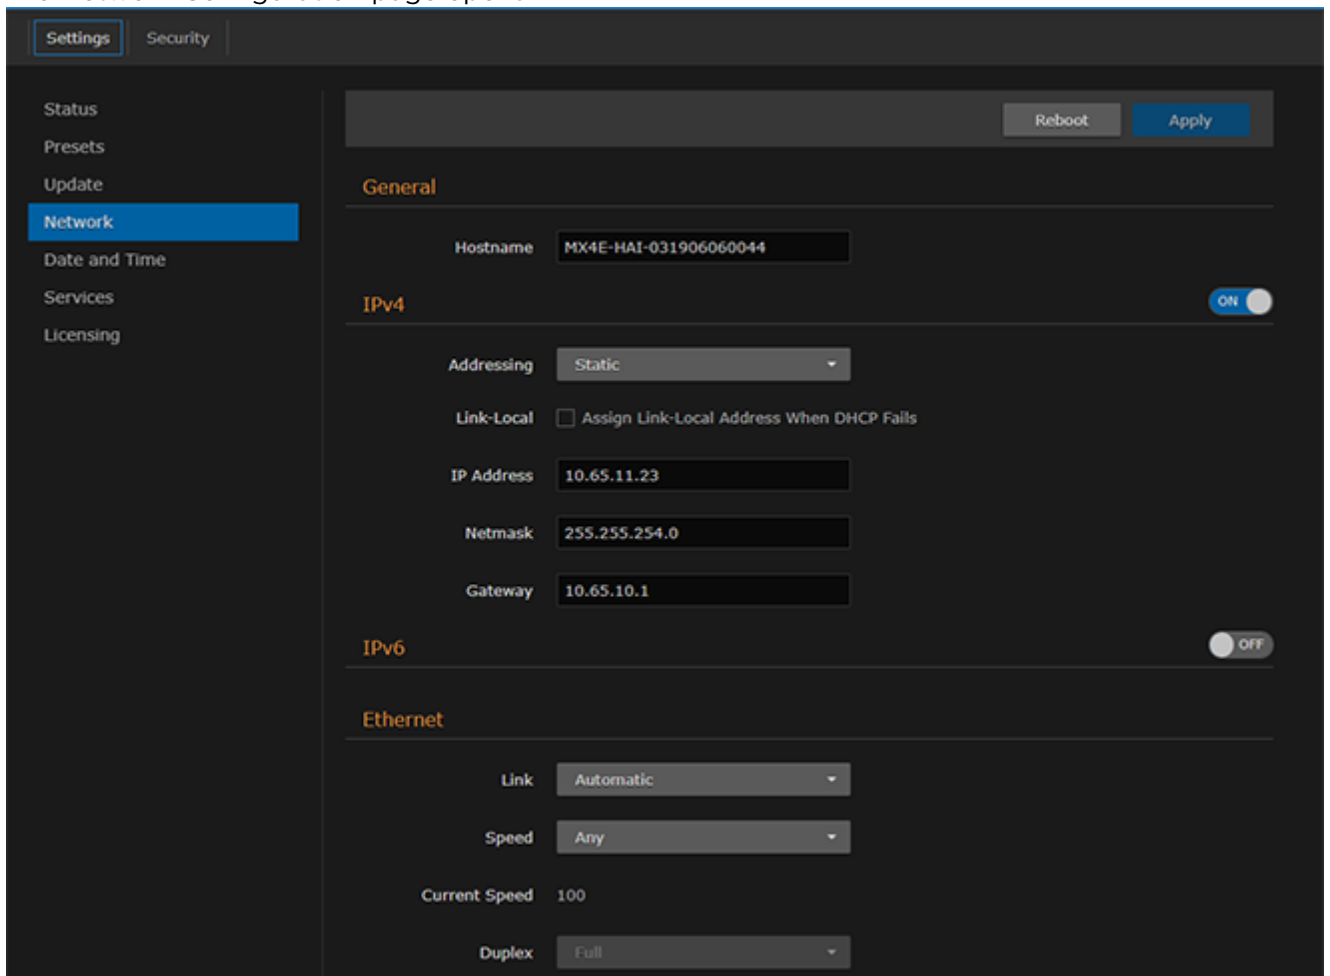 Settings Security
Status
Presets
Update
Network
Date and Time
Services
Licensing
Reboot Apply
General
Hostname MX4E-HAI-031906060044
IPv4 ON
Addressing Static
Link-Local Assign Link-Local Address When DHCP Fails
IP Address 10.65.11.23
Netmask 255.255.254.0
Gateway 10.65.10.1
IPv6 OFF
Ethernet
Link Automatic
Speed Any
Current Speed 100
Duplex Full